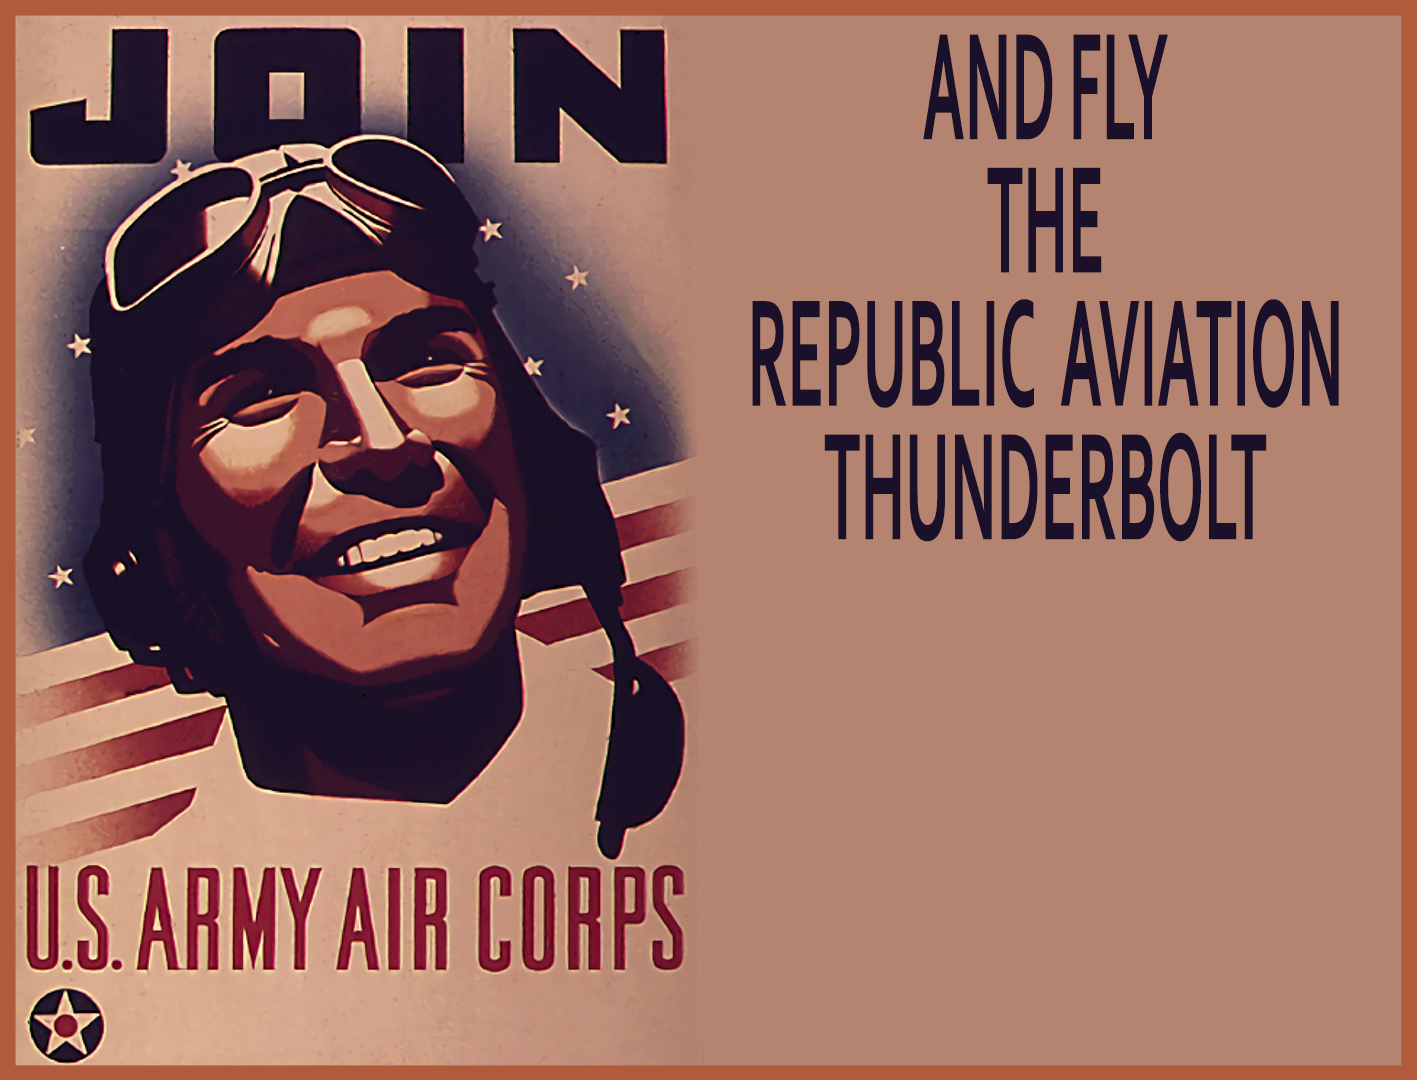 JOIN
U.S. ARMY AIR CORPS
AND FLY
THE
REPUBLIC AVIATION
THUNDERBOLT